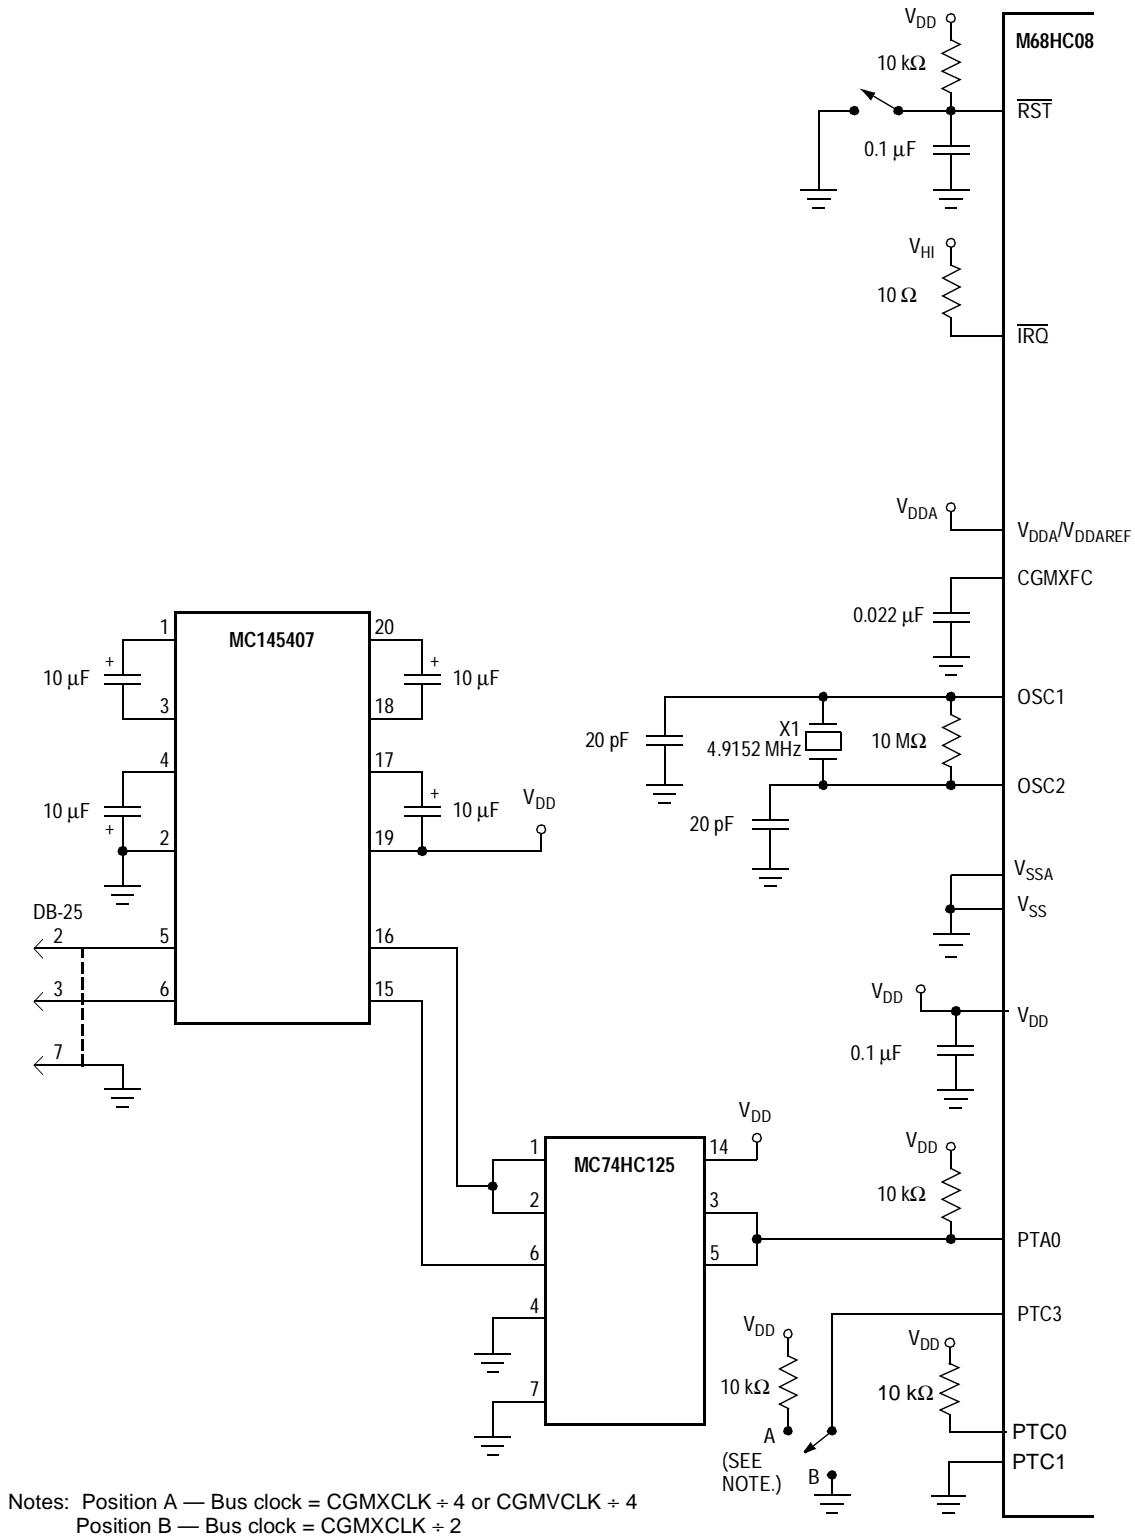 VDD
M68HC08
10 kΩ
RST
0.1 µF
VHI
10 Ω
IRQ
VDDA
VDDA/VDDAREF
CGMXFC
0.022 µF
1
MC145407
20
+
10 µF
+
10 µF
3
18
OSC1
20 pF
X1
4.9152 MHz
10 MΩ
4
17
OSC2
10 µF
+
+
10 µF
VDD
20 pF
2
19
VSSA
VSS
DB-25
2
5
16
3
6
15
VDD
VDD
0.1 µF
7
VDD
1
MC74HC125
14
VDD
10 kΩ
2
3
6
5
PTA0
4
PTC3
VDD
VDD
7
10 kΩ
10 kΩ
A
PTC0
(SEE
NOTE.)
B
PTC1
Notes: Position A — Bus clock = CGMXCLK ÷ 4 or CGMVCLK ÷ 4
Position B — Bus clock = CGMXCLK ÷ 2